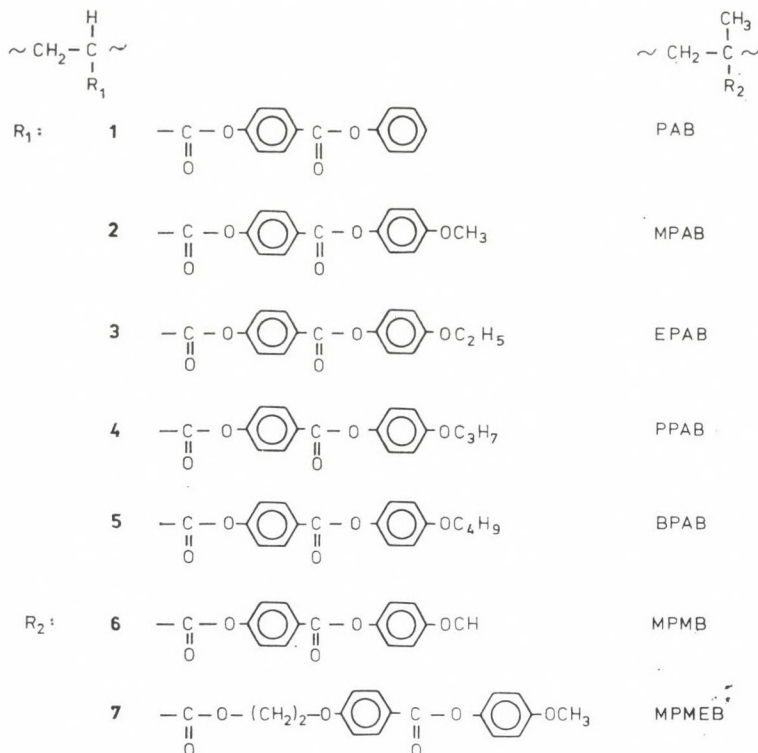 H CH₃
~ CH₂ – C ~ ~ CH₂ – C ~
R₁ R₂
R₁: 1 – C – O – – C – O – PAB
O O
2 – C – O – – C – O – – OCH₃ MPAB
O O
3 – C – O – – C – O – – OC₂H₅ EPAB
O O
4 – C – O – – C – O – – OC₃H₇ PPAB
O O
5 – C – O – – C – O – – OC₄H₉ BPAB
O O
R₂: 6 – C – O – – C – O – – OCH MPMB
O O
7 – C – O – (CH₂)₂ – O – – C – O – – OCH₃ MPMEB
O O